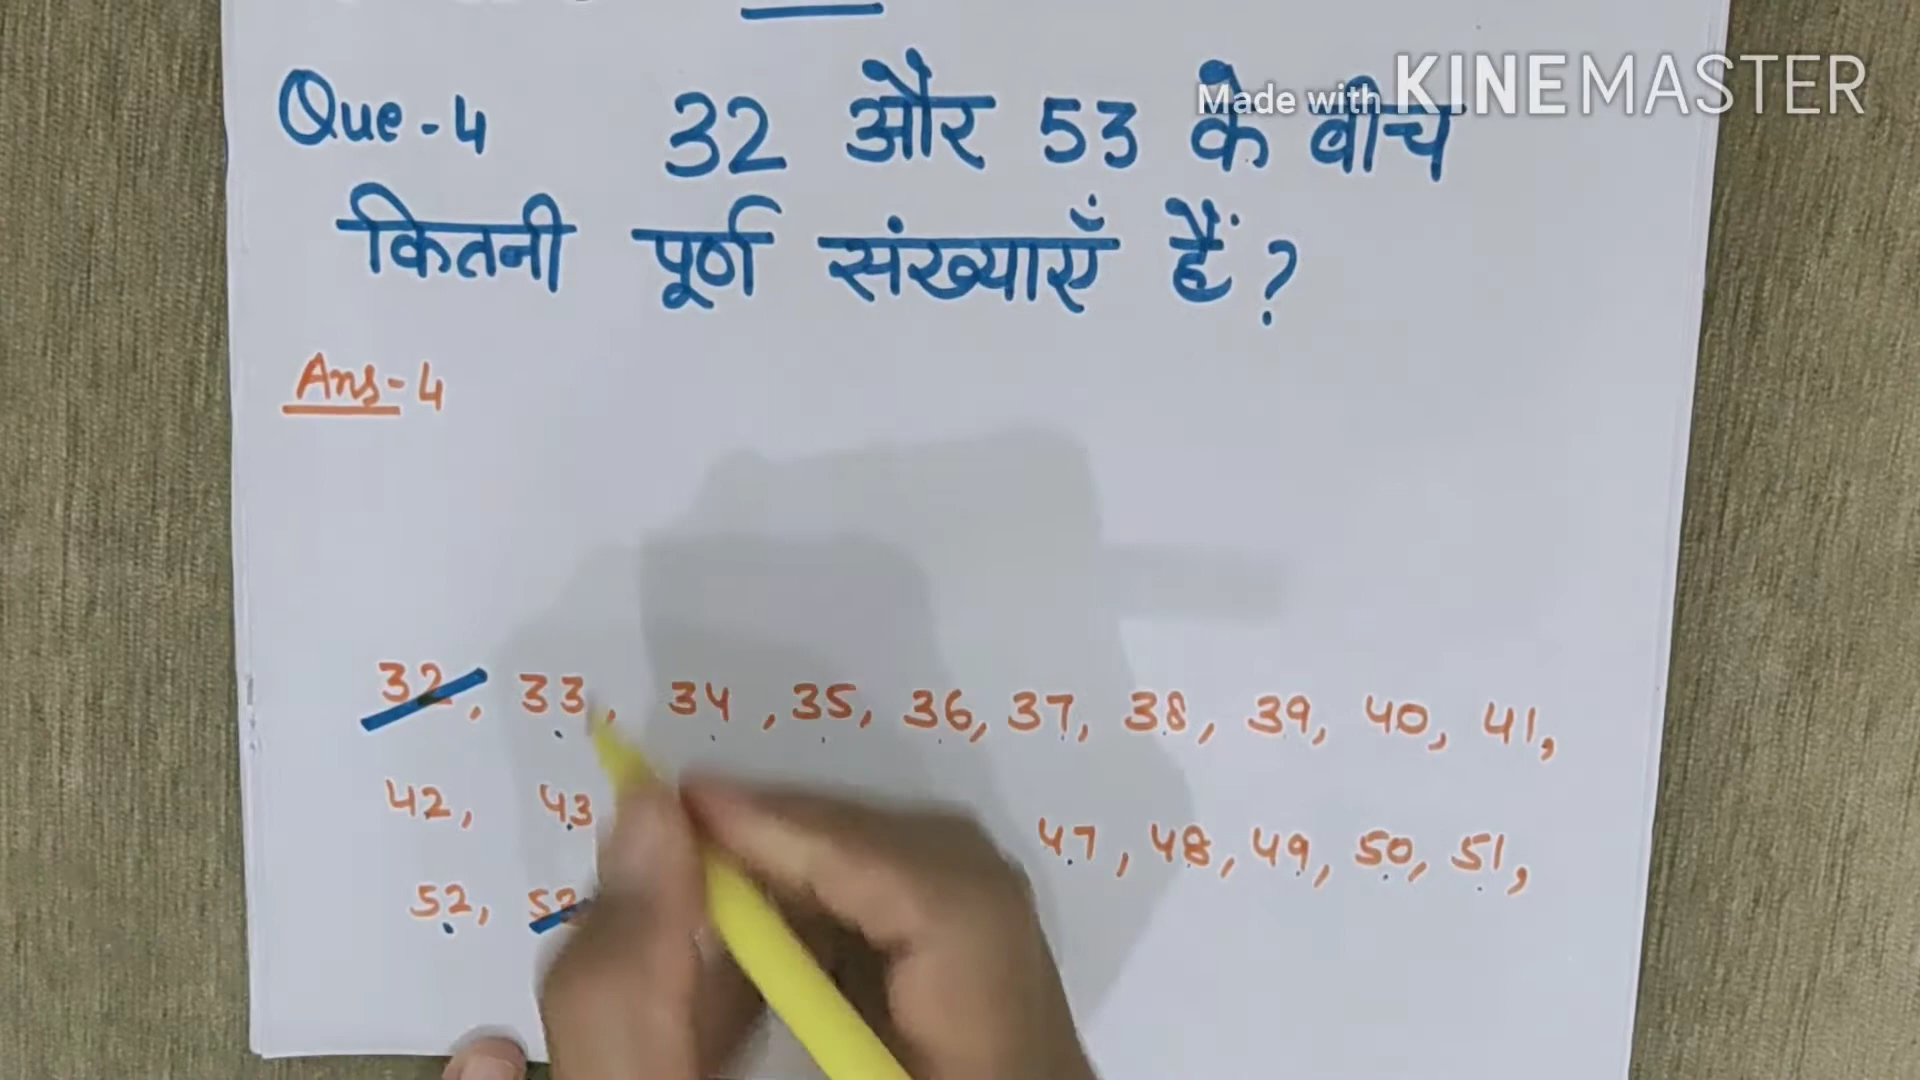 Made with KINEMASTER
Que-4 32 और 53 के बीच
कितनी पूर्ण संख्याएँ हैं?
Ans-4
32, 33, 34, 35, 36, 37, 38, 39, 40, 41,
42, 43 47, 48, 49, 50, 51,
52,